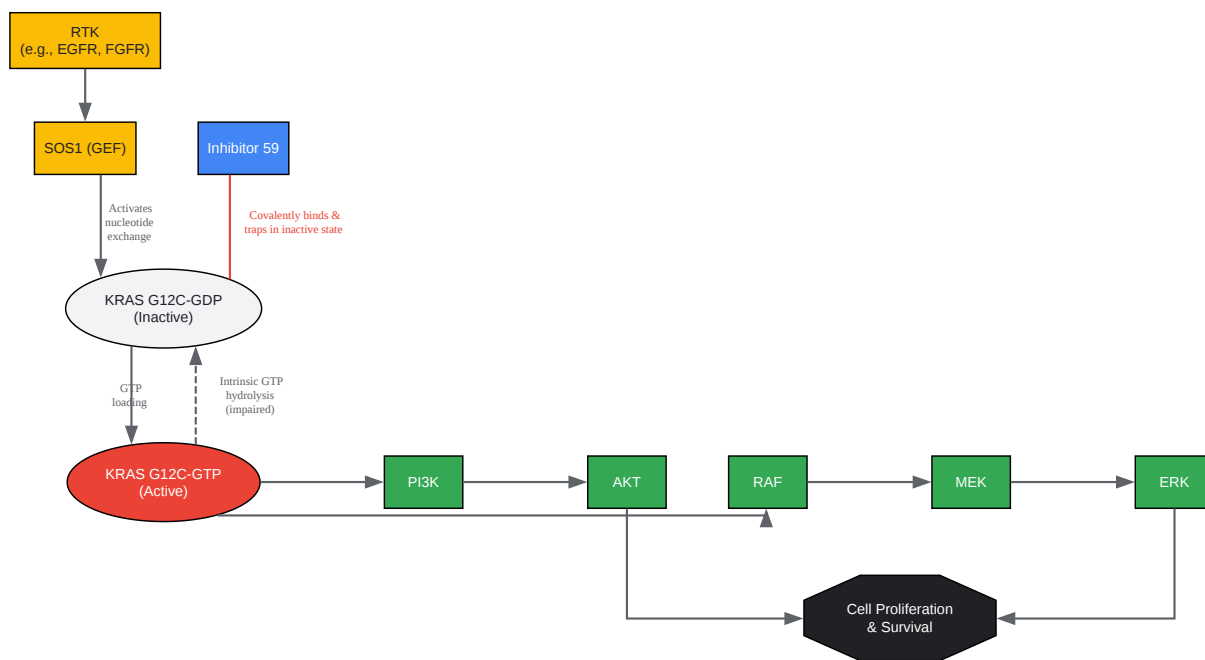 RTK
(e.g., EGFR, FGFR)
SOS1 (GEF)
Inhibitor 59
Activates
nucleotide
exchange
Covalently binds &
traps in inactive state
KRAS G12C-GDP
(Inactive)
GTP
loading
Intrinsic GTP
hydrolysis
(impaired)
KRAS G12C-GTP
(Active)
PI3K
AKT
RAF
MEK
ERK
Cell Proliferation
& Survival